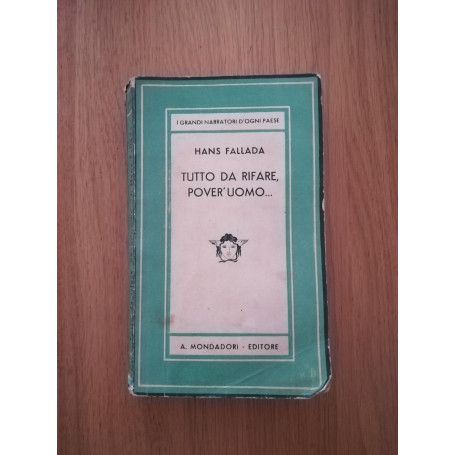 I GRANDI NARRATORI D'OGNI PAESE
HANS FALLADA
TUTTO DA RIFARE,
POVER'UOMO...
A. MONDADORI · EDITORE